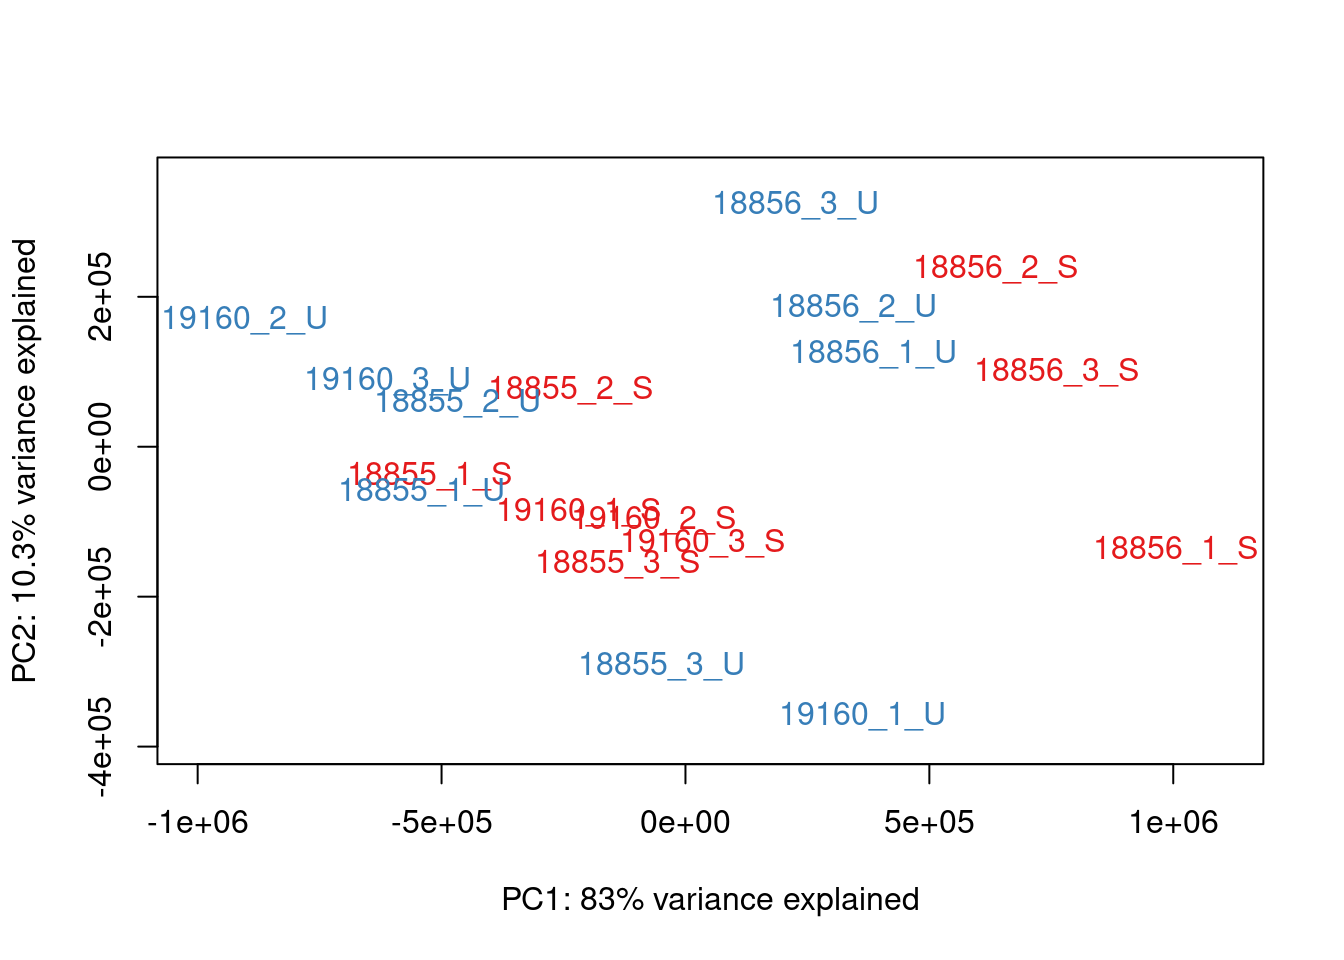 18856_3_U
18856_2_S
18856_2_U
19160_2_U
18856_1_U
18856_3_S
19160_3_U
18855_2_S
18855_2_U
18855_1_S
18855_1_U
19160_1_S
19160_2_S
19160_3_S
18856_1_S
18855_3_S
18855_3_U
19160_1_U
2e+05
0e+00
-2e+05
-4e+05
PC2: 10.3% variance explained
-1e+06 -5e+05 0e+00 5e+05 1e+06
PC1: 83% variance explained